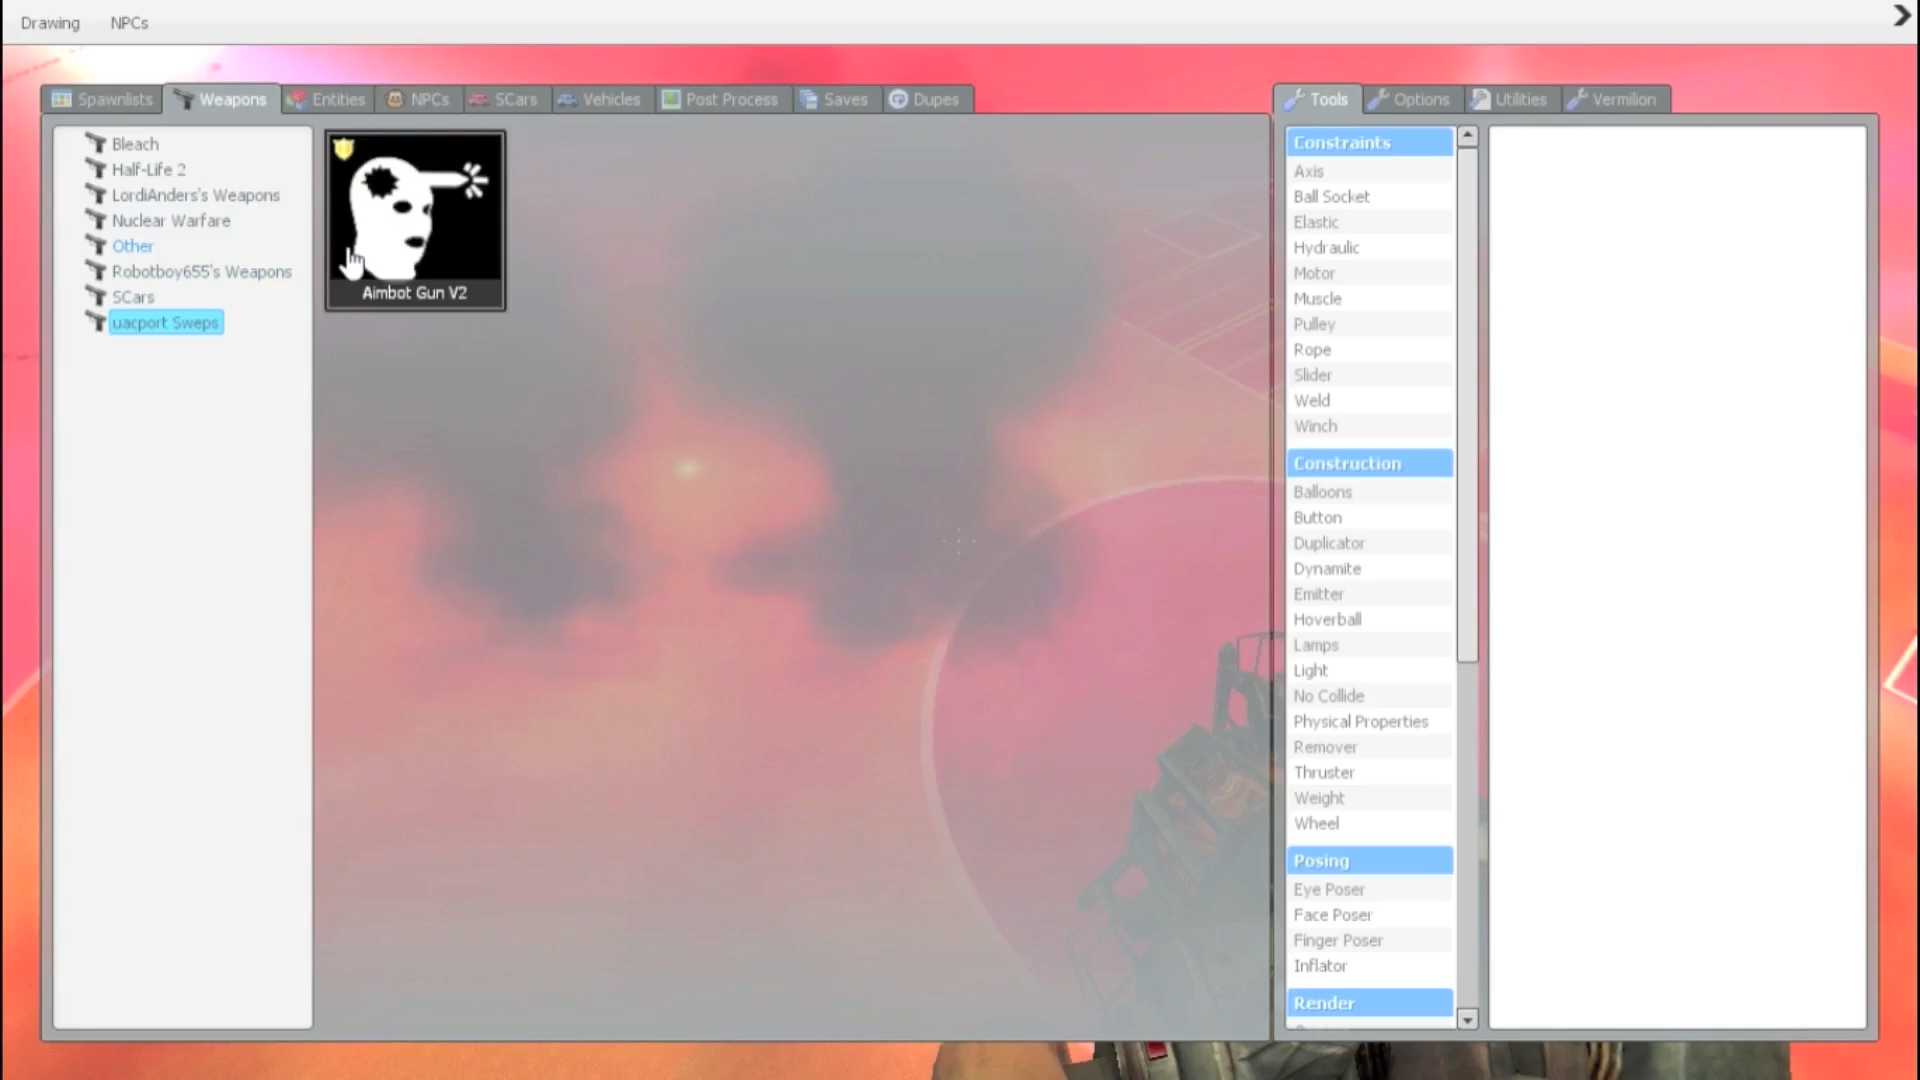 Drawing NPCs
Spawnlists Weapons Entities NPCs SCars Vehicles Post Process Saves Dupes
Tools Options Utilities Vermilion
Bleach
Half-Life 2
LordiAnders's Weapons
Nuclear Warfare
Other
Robotboy655's Weapons
SCars
uacport Sweps
Aimbot Gun V2
Constraints
Axis
Ball Socket
Elastic
Hydraulic
Motor
Muscle
Pulley
Rope
Slider
Weld
Winch
Construction
Balloons
Button
Duplicator
Dynamite
Emitter
Hoverball
Lamps
Light
No Collide
Physical Properties
Remover
Thruster
Weight
Wheel
Posing
Eye Poser
Face Poser
Finger Poser
Inflator
Render